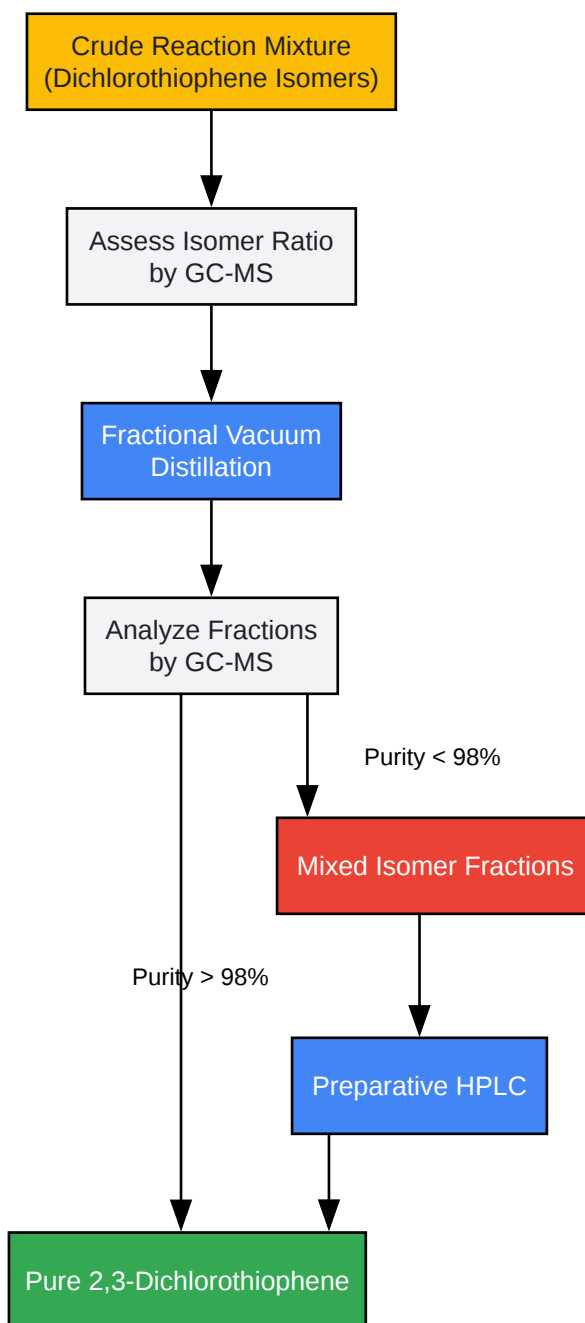 Crude Reaction Mixture
(Dichlorothiophene Isomers)
Assess Isomer Ratio
by GC-MS
Fractional Vacuum
Distillation
Analyze Fractions
by GC-MS
Purity < 98%
Mixed Isomer Fractions
Purity > 98%
Preparative HPLC
Pure 2,3-Dichlorothiophene